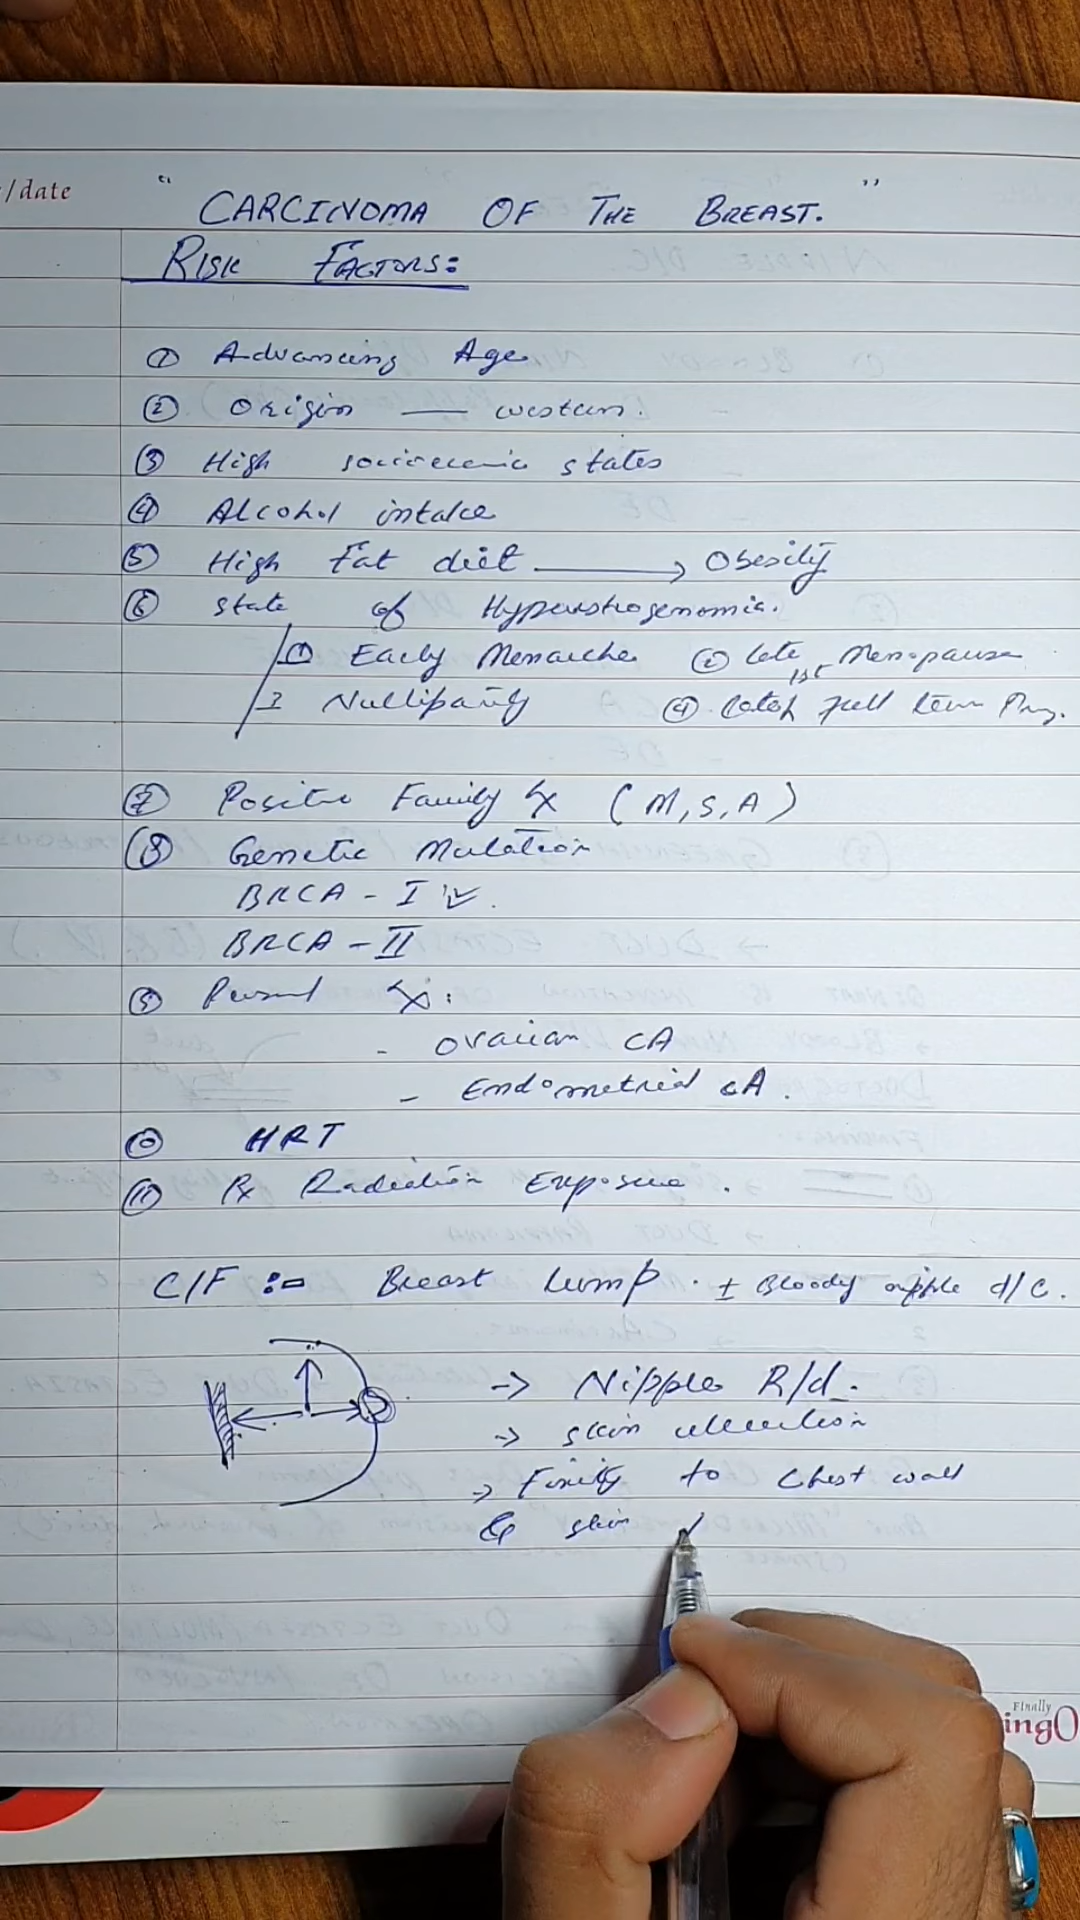 /date
" CARCINOMA OF THE BREAST. "
RISK FACTORS:
① Advancing Age
② Origin — western.
③ High socioeconomic states
④ Alcohol intake
⑤ High Fat diet → Obesity
⑥ State of Hyperestrogenomia.
① Early Menarche ② late Menopause
3 Nulliparity ④ late 1st full term Preg.
⑦ Positive Family Hx (M, S, A)
⑧ Genetic Mutation
BRCA - I
BRCA - II
⑨ Personal Hx:
- Ovarian CA
- Endometrial CA.
⑩ HRT
⑪ Rx Radiation Exposure.
C/F :- Breast lump. ± Bloody nipple d/c.
→ Nipple R/d.
→ skin ulceration
→ Fixity to Chest wall
& skin
Finally
ingO